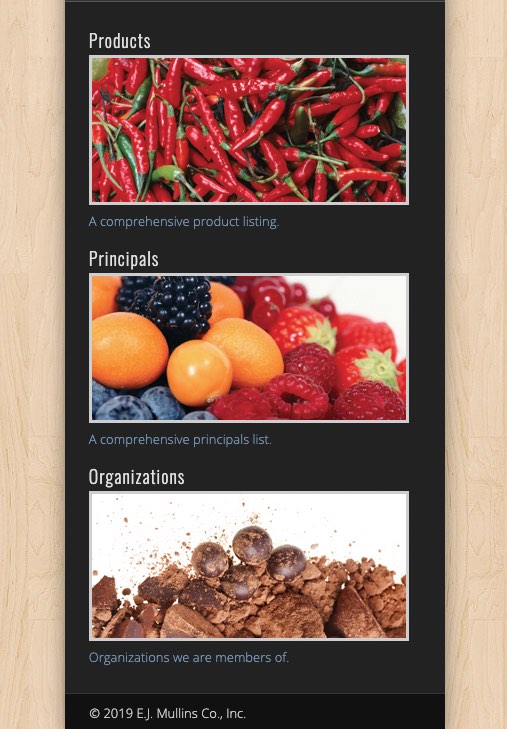 Products
A comprehensive product listing.
Principals
A comprehensive principals list.
Organizations
Organizations we are members of.
© 2019 E.J. Mullins Co., Inc.